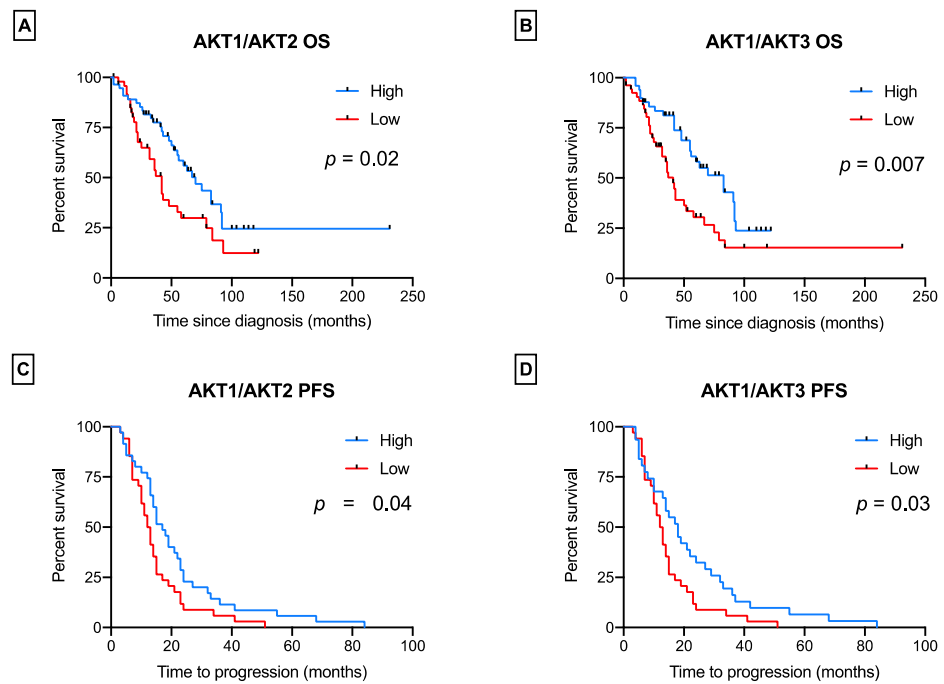 A
AKT1/AKT2 OS
Percent survival
100
75
50
25
0
0 50 100 150 200 250
Time since diagnosis (months)
High
Low
p = 0.02
B
AKT1/AKT3 OS
Percent survival
100
75
50
25
0
0 50 100 150 200 250
Time since diagnosis (months)
High
Low
p = 0.007
C
AKT1/AKT2 PFS
Percent survival
100
75
50
25
0
0 20 40 60 80 100
Time to progression (months)
High
Low
p = 0.04
D
AKT1/AKT3 PFS
Percent survival
100
75
50
25
0
0 20 40 60 80 100
Time to progression (months)
High
Low
p = 0.03